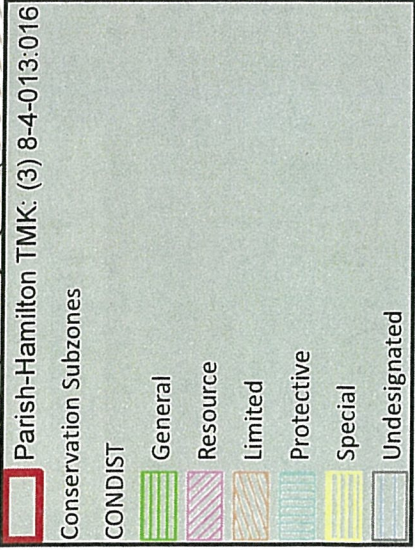 Parish-Hamilton TMK: (3) 8-4-013:016
Conservation Subzones
CONDIST
General
Resource
Limited
Protective
Special
Undesignated